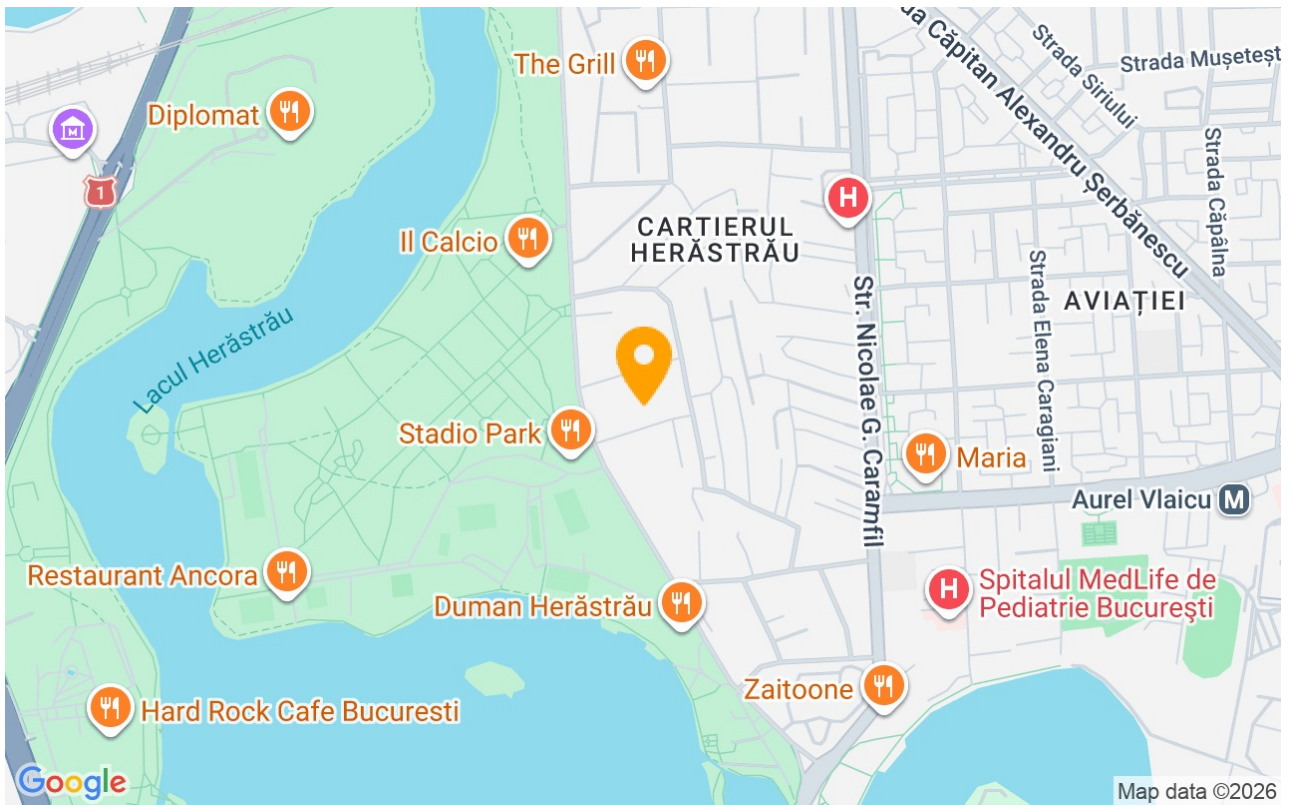 The Grill
da Căpitan Alexandru Șerbănescu
Strada Siriului
Strada Mușetești
Diplomat
M
1
H
Strada Căpâlna
Il Calcio
CARTIERUL
HERĂSTRĂU
Strada Elena Caragiani
AVIAȚIEI
Str. Nicolae G. Caramfil
Lacul Herăstrău
Stadio Park
Maria
Aurel Vlaicu M
Restaurant Ancora
H
Spitalul MedLife de
Pediatrie București
Duman Herăstrău
Zaitoone
Hard Rock Cafe Bucuresti
Google
Map data ©2026